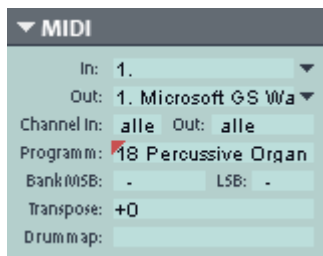 MIDI
In: 1.
Out: 1. Microsoft GS Wa
Channel In: alle Out: alle
Programm: 18 Percussive Organ
Bank MSB: - LSB: -
Transpose: +0
Drummap: